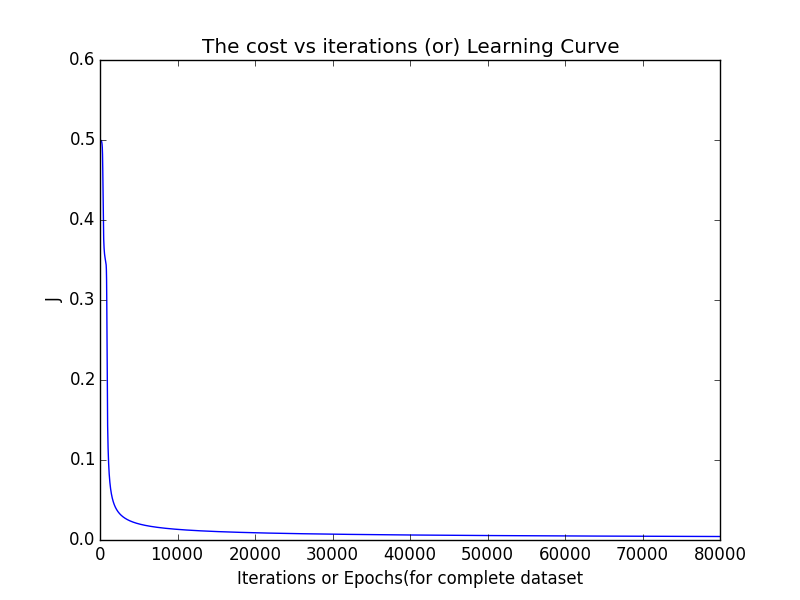 The cost vs iterations (or) Learning Curve
0.6
0.5
0.4
0.3
0.2
0.1
0.0
J
0 10000 20000 30000 40000 50000 60000 70000 80000
Iterations or Epochs(for complete dataset